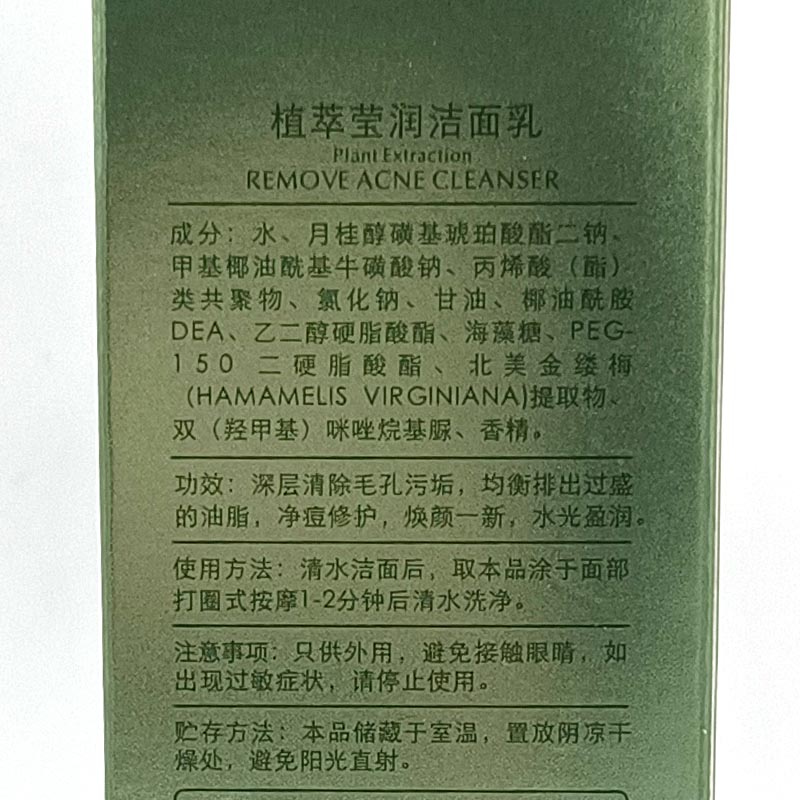 植萃莹润洁面乳
Plant Extraction
REMOVE ACNE CLEANSER
成分：水、月桂醇磺基琥珀酸酯二钠、
甲基椰油酰基牛磺酸钠、丙烯酸（酯）
类共聚物、氯化钠、甘油、椰油酰胺
DEA、乙二醇硬脂酸酯、海藻糖、PEG-
150 二硬脂酸酯、北美金缕梅
（HAMAMELIS VIRGINIANA)提取物、
双（羟甲基）咪唑烷基脲、香精。
功效：深层清除毛孔污垢，均衡排出过盛
的油脂，净痘修护，焕颜一新，水光盈润。
使用方法：清水洁面后，取本品涂于面部
打圈式按摩1-2分钟后清水洗净。
注意事项：只供外用，避免接触眼睛，如
出现过敏症状，请停止使用。
贮存方法：本品储藏于室温，置放阴凉干
燥处，避免阳光直射。